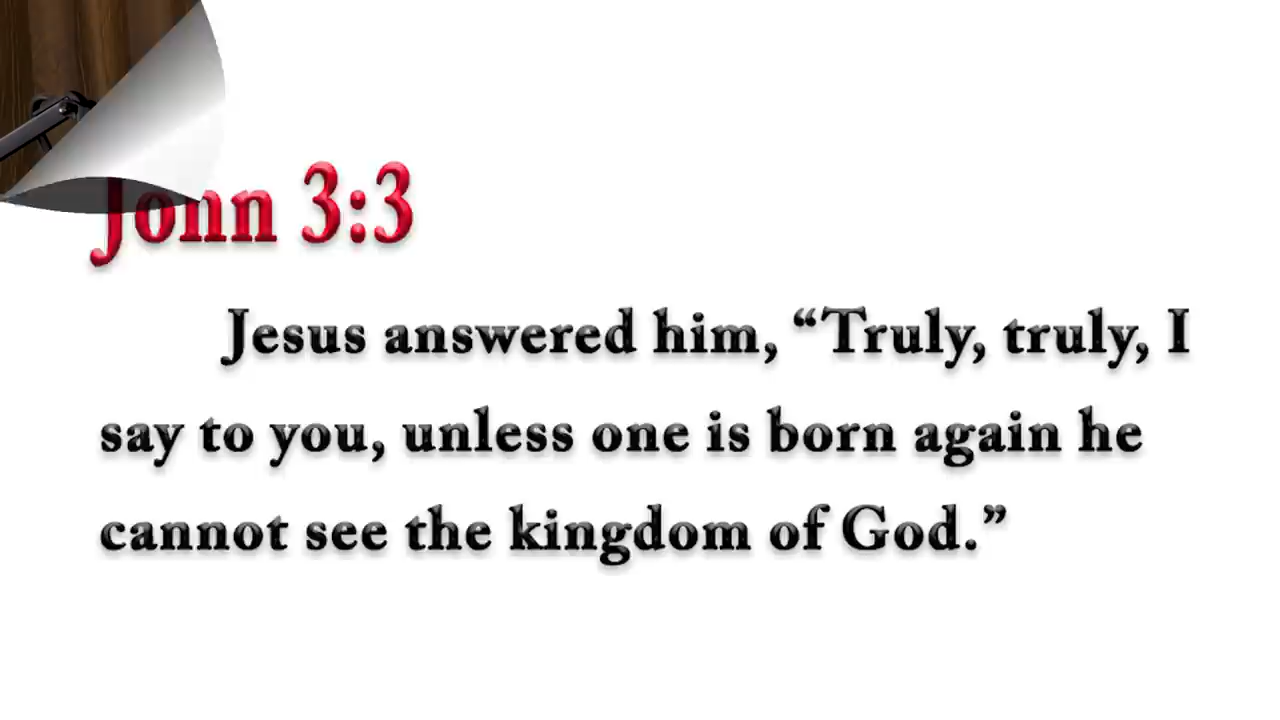 John 3:3
Jesus answered him, “Truly, truly, I
say to you, unless one is born again he
cannot see the kingdom of God.”